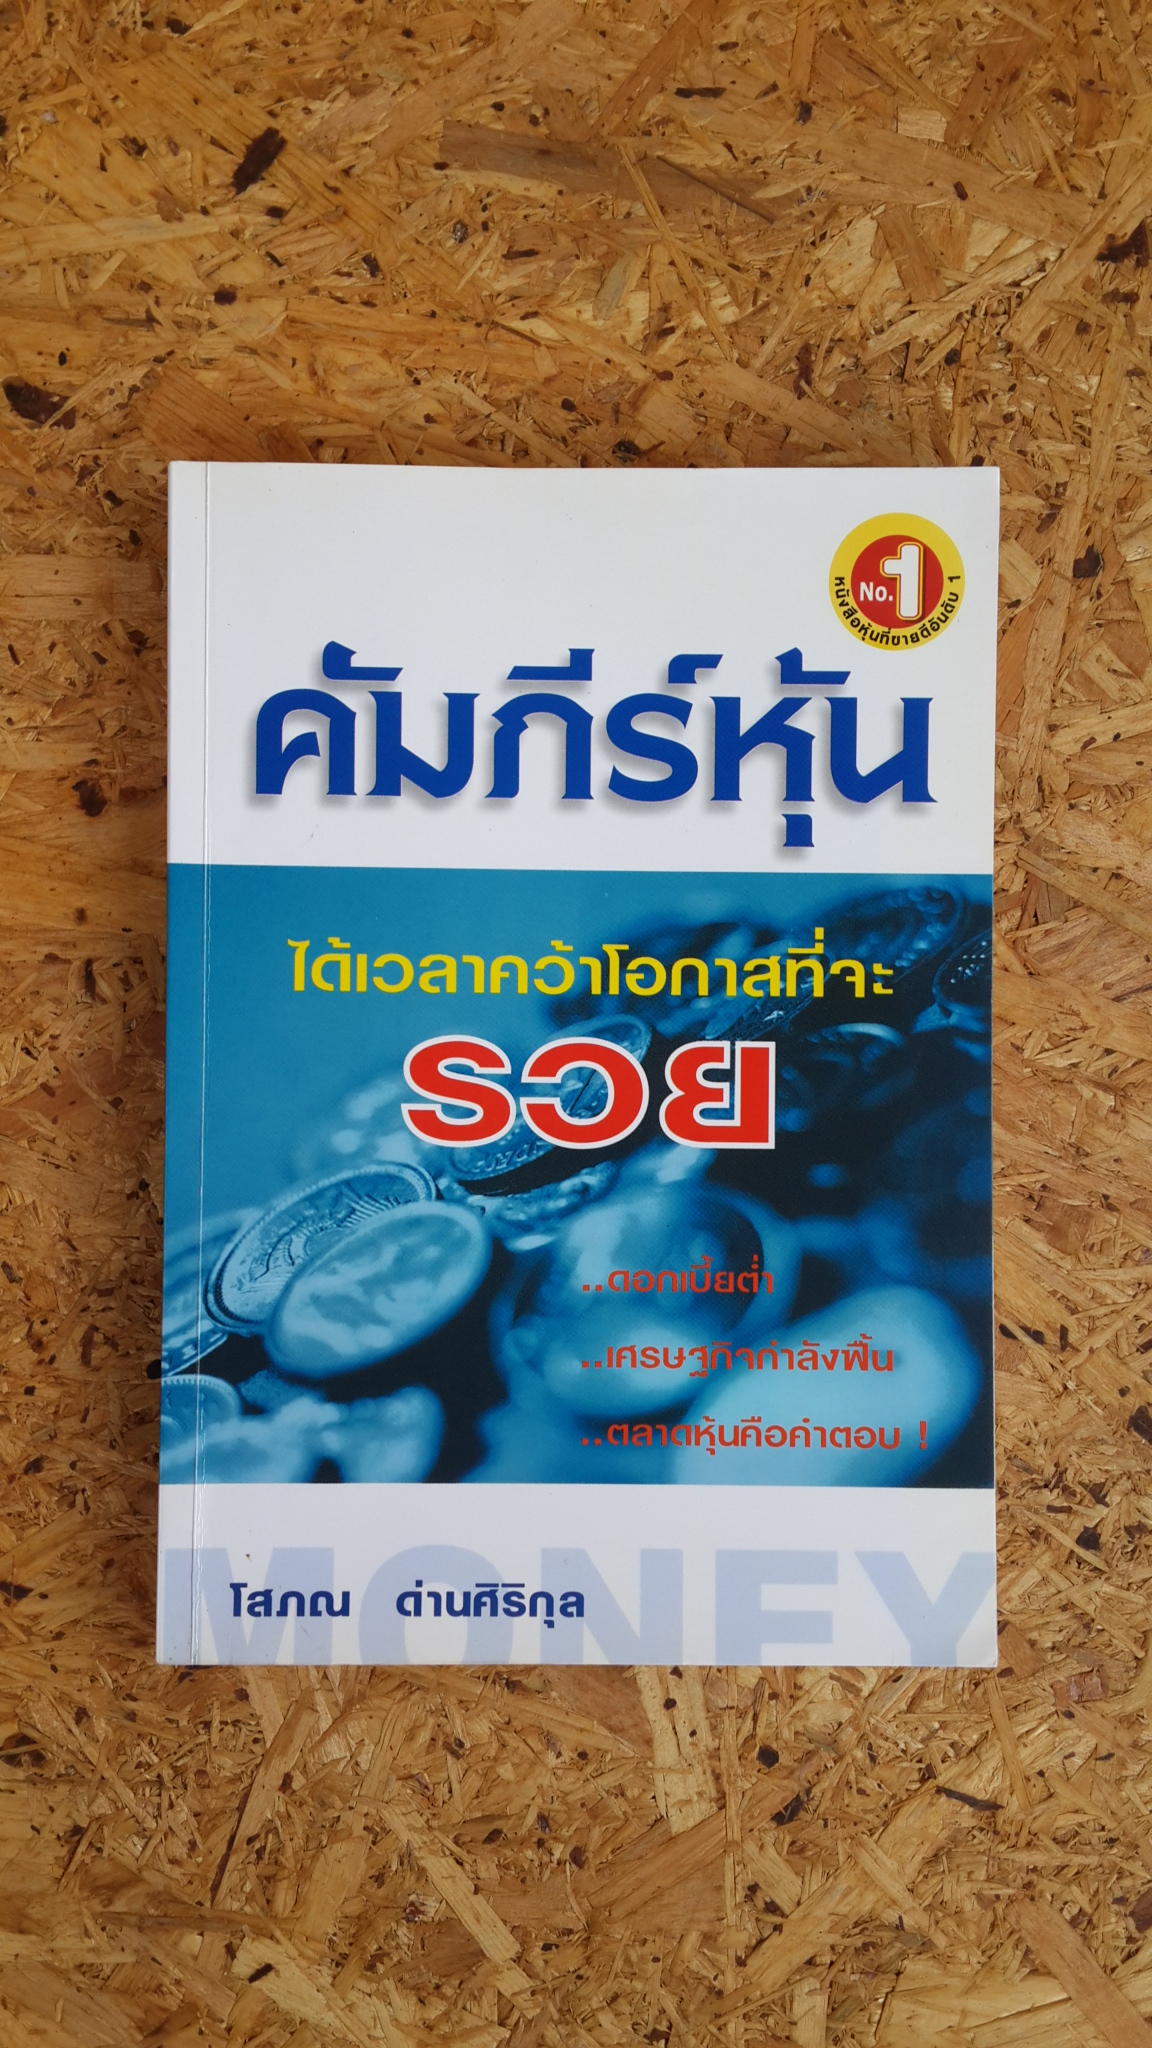 No.1
หนังสือหุ้นที่ขายดีอันดับ 1
คัมภีร์หุ้น
ได้เวลาคว้าโอกาสที่จะ
รวย
..ดอกเบี้ยต่ำ
..เศรษฐกิจกำลังฟื้น
..ตลาดหุ้นคือคำตอบ !
MONEY
โสภณ ด่านศิริกุล